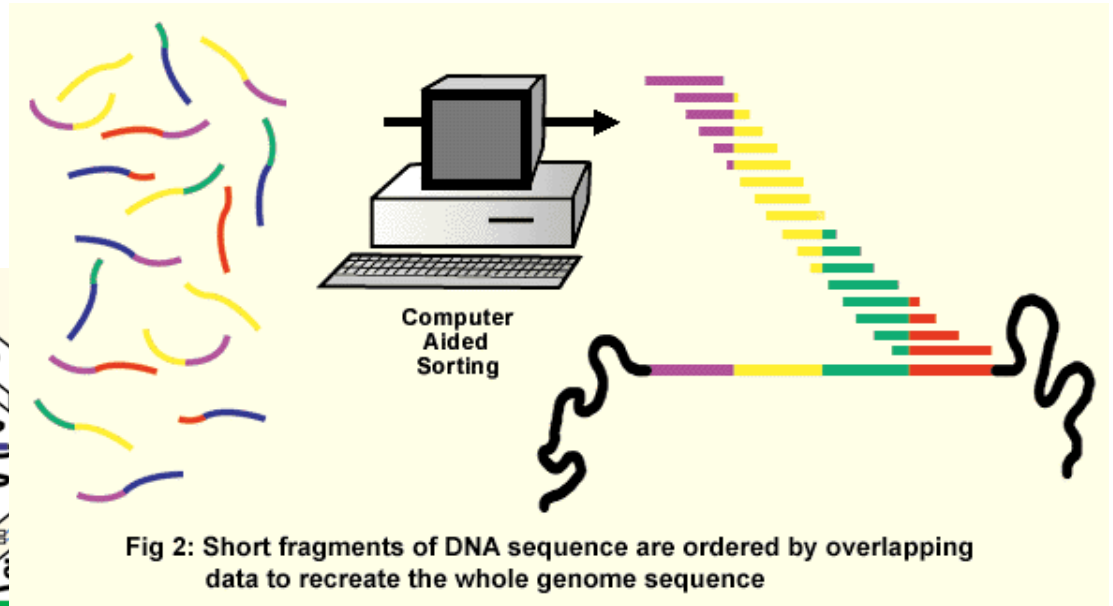 Computer
Aided
Sorting
Fig 2: Short fragments of DNA sequence are ordered by overlapping
data to recreate the whole genome sequence